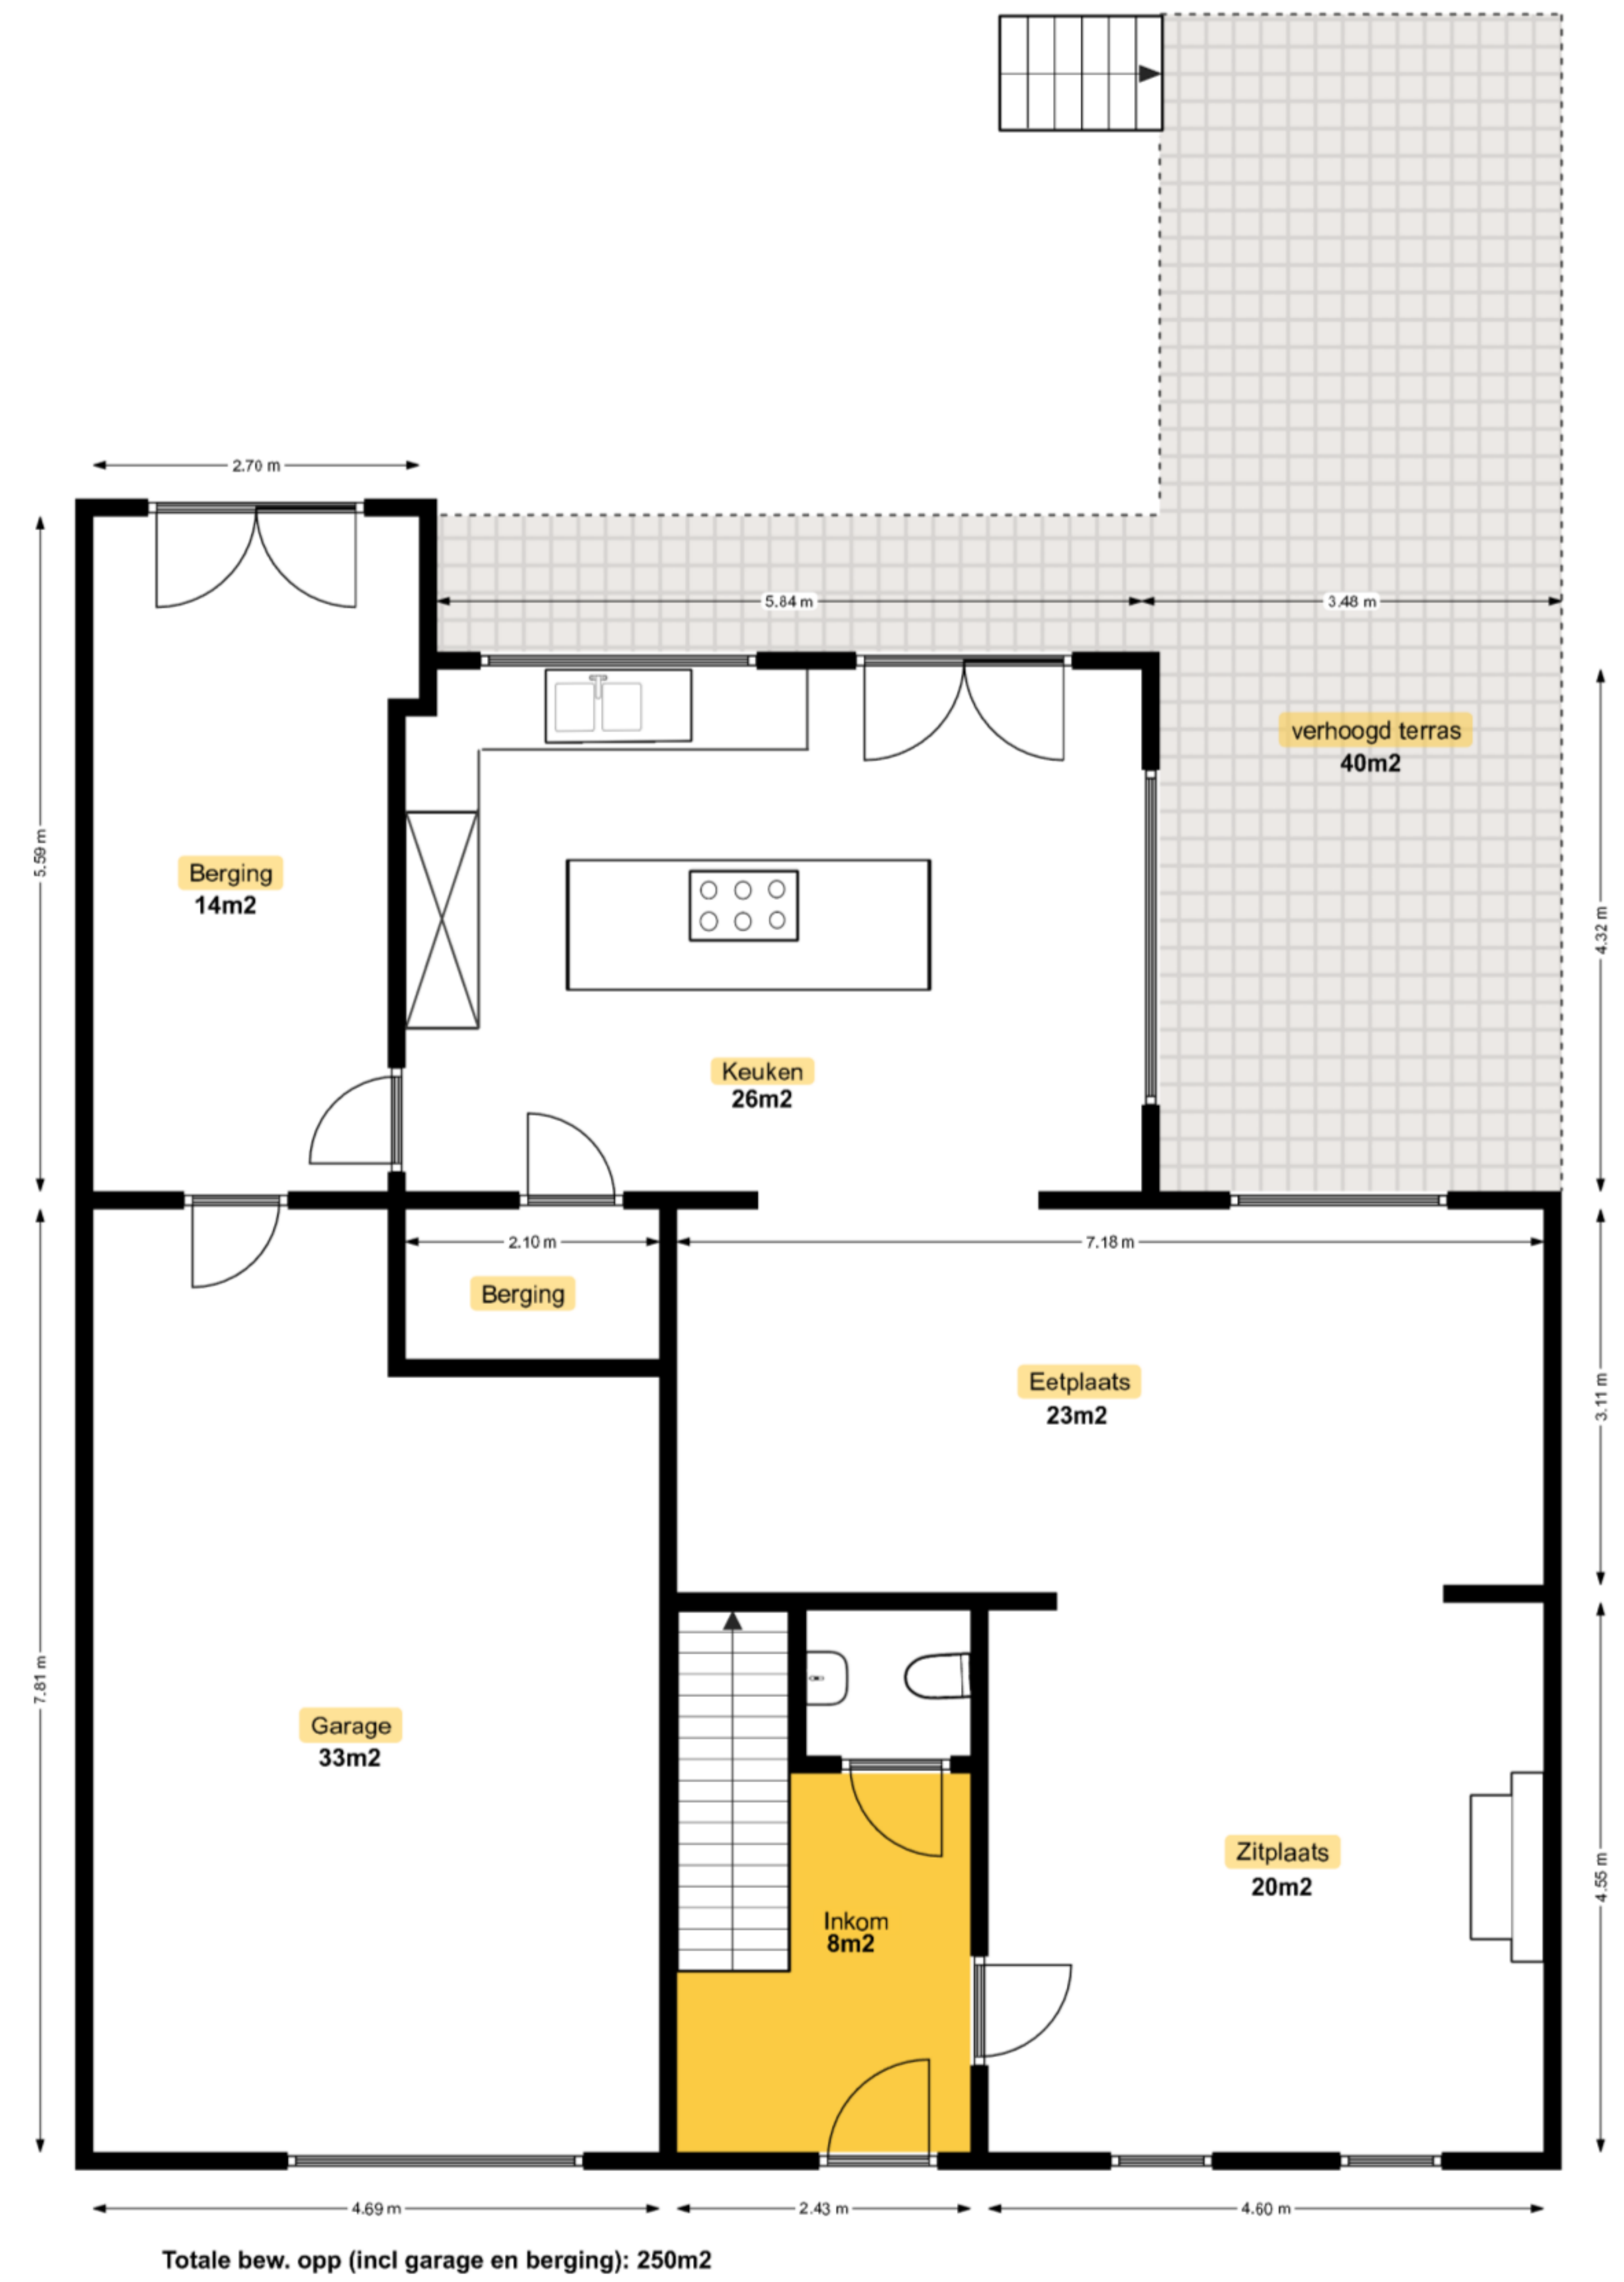 2.70 m
5.84 m
3.48 m
verhoogd terras
40m2
5.59 m
Berging
14m2
4.32 m
Keuken
26m2
2.10 m
7.18 m
Berging
Eetplaats
23m2
3.11 m
7.81 m
Garage
33m2
Zitplaats
20m2
4.55 m
Inkom
8m2
4.69 m
2.43 m
4.60 m
Totale bew. opp (incl garage en berging): 250m2